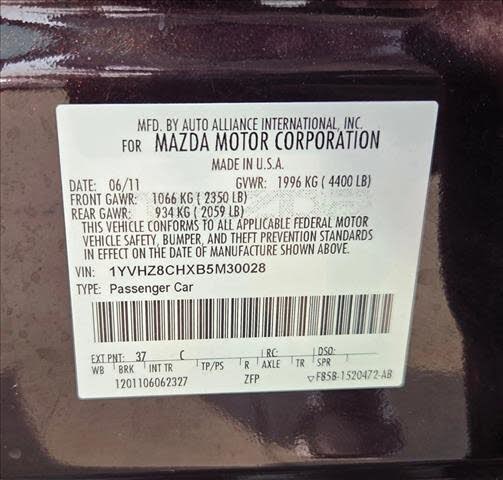 MFD. BY AUTO ALLIANCE INTERNATIONAL, INC.
FOR MAZDA MOTOR CORPORATION
MADE IN U.S.A.
DATE: 06/11 GVWR: 1996 KG ( 4400 LB)
FRONT GAWR: 1066 KG ( 2350 LB)
REAR GAWR: 934 KG ( 2059 LB)
THIS VEHICLE CONFORMS TO ALL APPLICABLE FEDERAL MOTOR
VEHICLE SAFETY, BUMPER, AND THEFT PREVENTION STANDARDS
IN EFFECT ON THE DATE OF MANUFACTURE SHOWN ABOVE.
VIN: 1YVHZ8CHXB5M30028
TYPE: Passenger Car
EXT PNT: 37 C RC: DSO:
WB BRK INT TR TP/PS R AXLE TR SPR
1201106062327 ZFP ▽F85B-1520472-AB